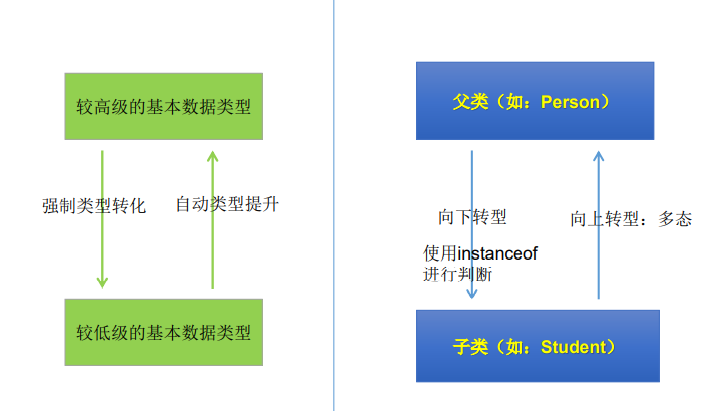 较高级的基本数据类型
强制类型转化
自动类型提升
较低级的基本数据类型
父类（如：Person）
向下转型
使用instanceof
进行判断
向上转型：多态
子类（如：Student）